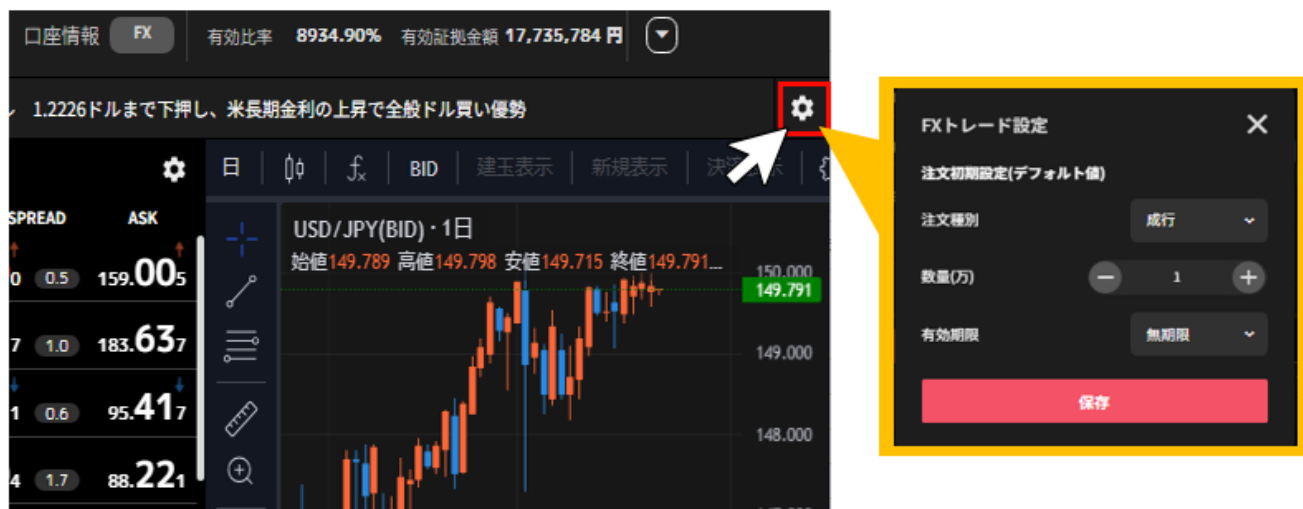 口座情報 FX 有効比率 8934.90% 有効証拠金額 17,735,784 円
1.2226ドルまで下押し、米長期金利の上昇で全般ドル買い優勢
日 BID 建玉表示 新規表示
SPREAD ASK
0 0.5 159.005
7 1.0 183.637
1 0.6 95.417
4 1.7 88.221
USD/JPY(BID)・1日
始値149.789 高値149.798 安値149.715 終値149.791...
150.000
149.791
149.000
148.000
FXトレード設定
注文初期設定(デフォルト値)
注文種別 成行
数量(万) 1
有効期限 無期限
保存